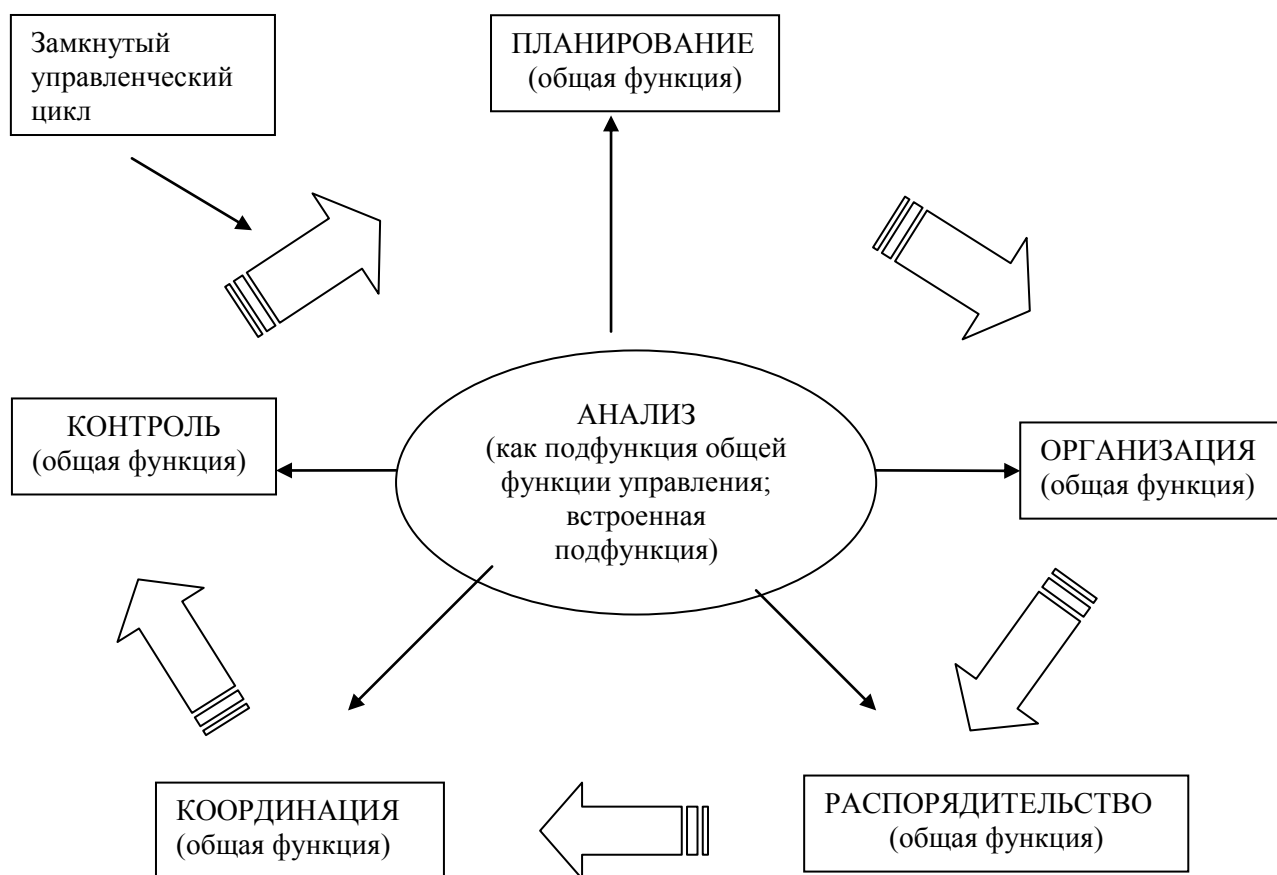 Замкнутый
управленческий
цикл
ПЛАНИРОВАНИЕ
(общая функция)
КОНТРОЛЬ
(общая функция)
АНАЛИЗ
(как подфункция общей
функции управления;
встроенная
подфункция)
ОРГАНИЗАЦИЯ
(общая функция)
КООРДИНАЦИЯ
(общая функция)
РАСПОРЯДИТЕЛЬСТВО
(общая функция)